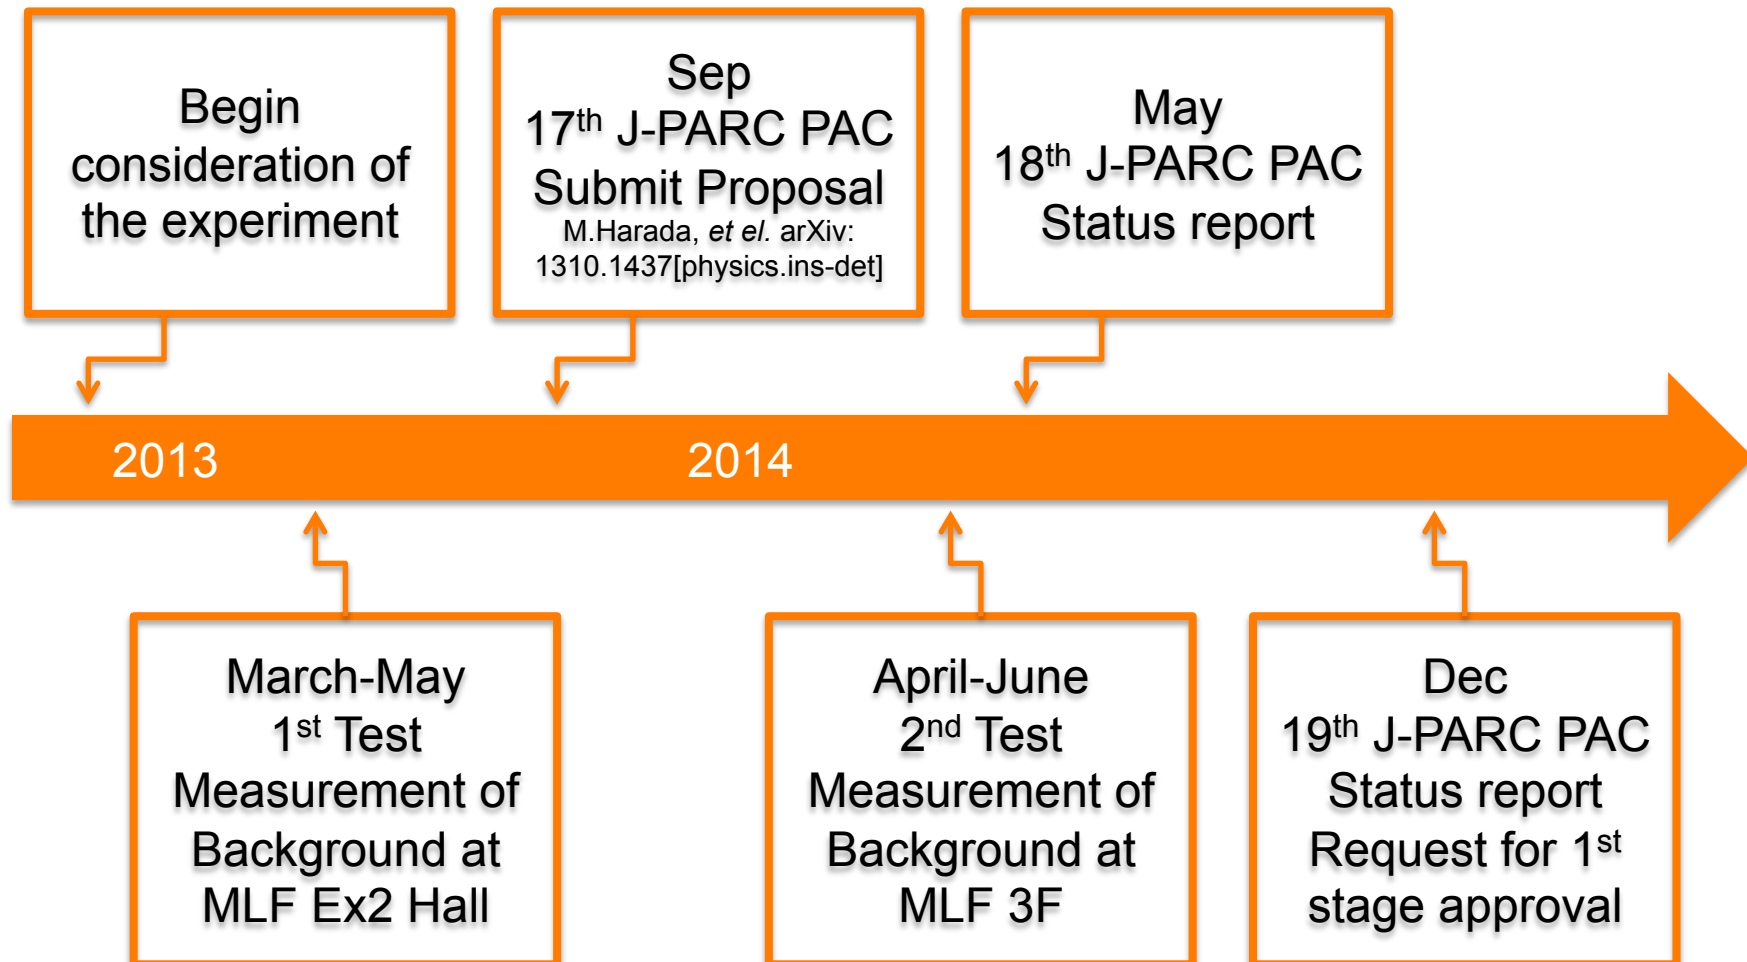 Begin
consideration of
the experiment
Sep
17th J-PARC PAC
Submit Proposal
M.Harada, et el. arXiv:
1310.1437[physics.ins-det]
May
18th J-PARC PAC
Status report
2013
2014
March-May
1st Test
Measurement of
Background at
MLF Ex2 Hall
April-June
2nd Test
Measurement of
Background at
MLF 3F
Dec
19th J-PARC PAC
Status report
Request for 1st
stage approval